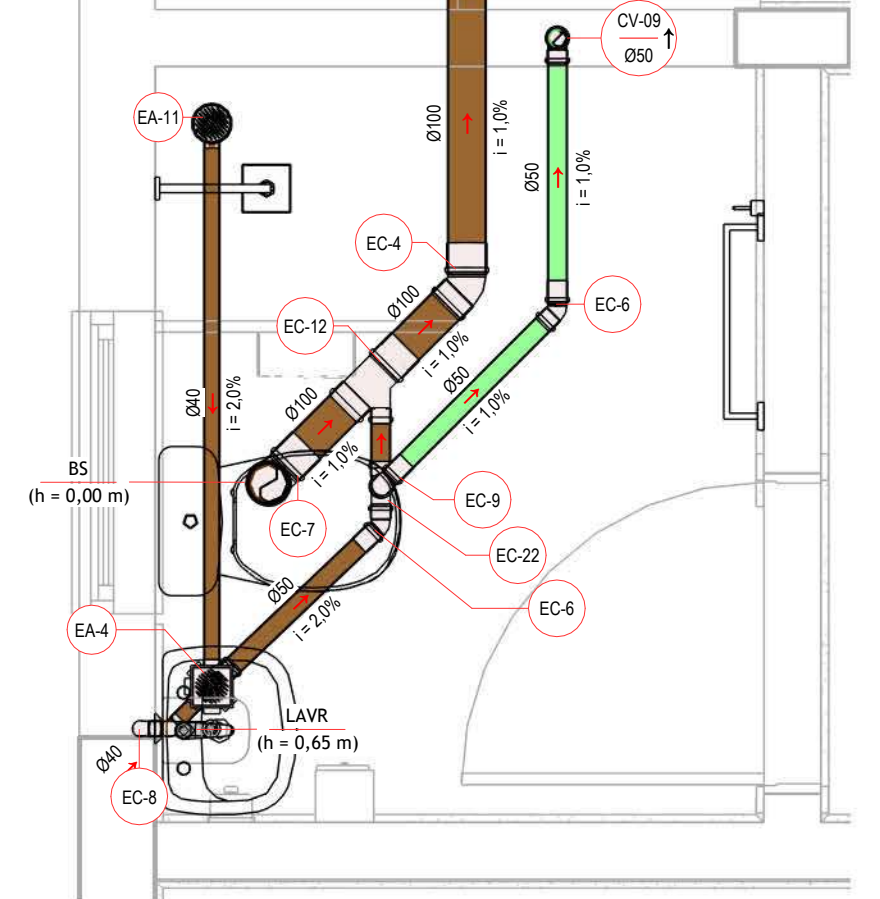 CV-09
Ø50
EA-11
Ø100
i = 1,0%
Ø50
i = 1,0%
EC-4
Ø100
EC-12
EC-6
i = 1,0%
Ø50
i = 1,0%
Ø40
i = 2,0%
Ø100
i = 1,0%
BS
(h = 0,00 m)
EC-9
EC-7
EC-22
Ø50
i = 2,0%
EC-6
EA-4
LAVR
(h = 0,65 m)
Ø40
EC-8